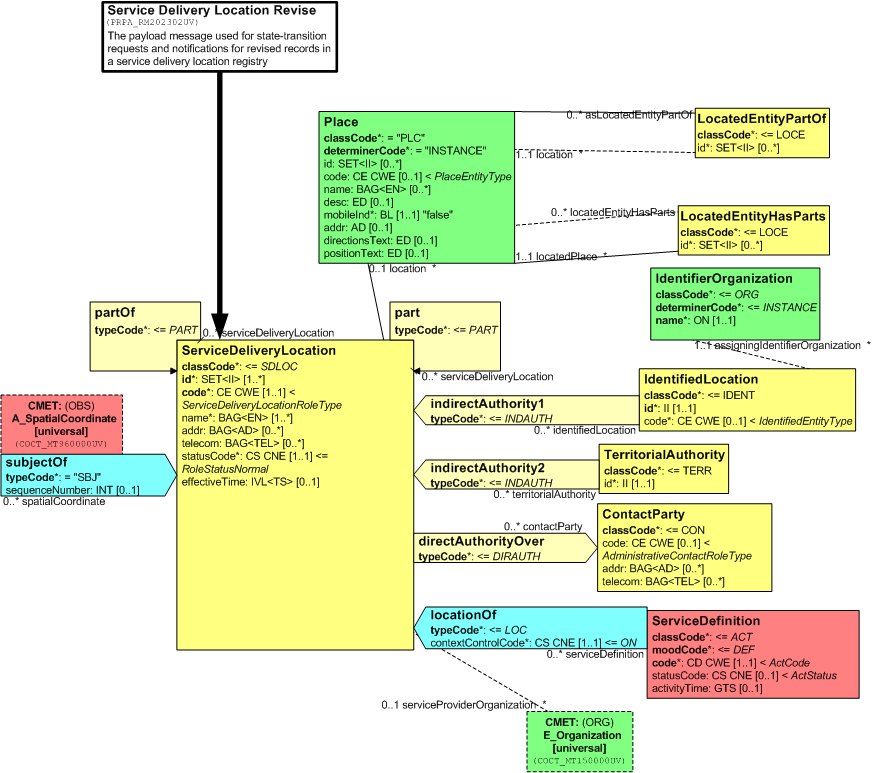 Service Delivery Location Revise
(PRPA_RM202302UV)
The payload message used for state-transition
requests and notifications for revised records in
a service delivery location registry
Place
classCode*: = "PLC"
determinerCode*: = "INSTANCE"
id: SET<II> [0..*]
code: CE CWE [0..1] < PlaceEntityType
name: BAG<EN> [0..*]
desc: ED [0..1]
mobileInd*: BL [1..1] "false"
addr: AD [0..1]
directionsText: ED [0..1]
positionText: ED [0..1]
0..* asLocatedEntityPartOf
1..1 location *
LocatedEntityPartOf
classCode*: <= LOCE
id*: SET<II> [0..*]
0..* locatedEntityHasParts
1..1 locatedPlace *
LocatedEntityHasParts
classCode*: <= LOCE
id*: SET<II> [0..*]
0..1 location *
IdentifierOrganization
classCode*: <= ORG
determinerCode*: <= INSTANCE
name*: ON [1..1]
1..1 assigningIdentifierOrganization *
partOf
typeCode*: <= PART
0..* serviceDeliveryLocation
part
typeCode*: <= PART
0..* serviceDeliveryLocation
ServiceDeliveryLocation
classCode*: <= SDLOC
id*: SET<II> [1..*]
code*: CE CWE [1..1] <
ServiceDeliveryLocationRoleType
name*: BAG<EN> [1..*]
addr: BAG<AD> [0..*]
telecom: BAG<TEL> [0..*]
statusCode*: CS CNE [1..1] <=
RoleStatusNormal
effectiveTime: IVL<TS> [0..1]
IdentifiedLocation
classCode*: <= IDENT
id*: II [1..1]
code*: CE CWE [0..1] < IdentifiedEntityType
indirectAuthority1
typeCode*: <= INDAUTH
0..* identifiedLocation
CMET: (OBS)
A_SpatialCoordinate
[universal]
(COCT_MT960000UV)
subjectOf
typeCode*: = "SBJ"
sequenceNumber: INT [0..1]
0..* spatialCoordinate
indirectAuthority2
typeCode*: <= INDAUTH
0..* territorialAuthority
TerritorialAuthority
classCode*: <= TERR
id*: II [1..1]
0..* contactParty
directAuthorityOver
typeCode*: <= DIRAUTH
ContactParty
classCode*: <= CON
code: CE CWE [0..1] <
AdministrativeContactRoleType
addr: BAG<AD> [0..*]
telecom: BAG<TEL> [0..*]
locationOf
typeCode*: <= LOC
contextControlCode*: CS CNE [1..1] <= ON
0..* serviceDefinition
ServiceDefinition
classCode*: <= ACT
moodCode*: <= DEF
code*: CD CWE [1..1] < ActCode
statusCode: CS CNE [0..1] < ActStatus
activityTime: GTS [0..1]
0..1 serviceProviderOrganization *
CMET: (ORG)
E_Organization
[universal]
(COCT_MT150000UV)